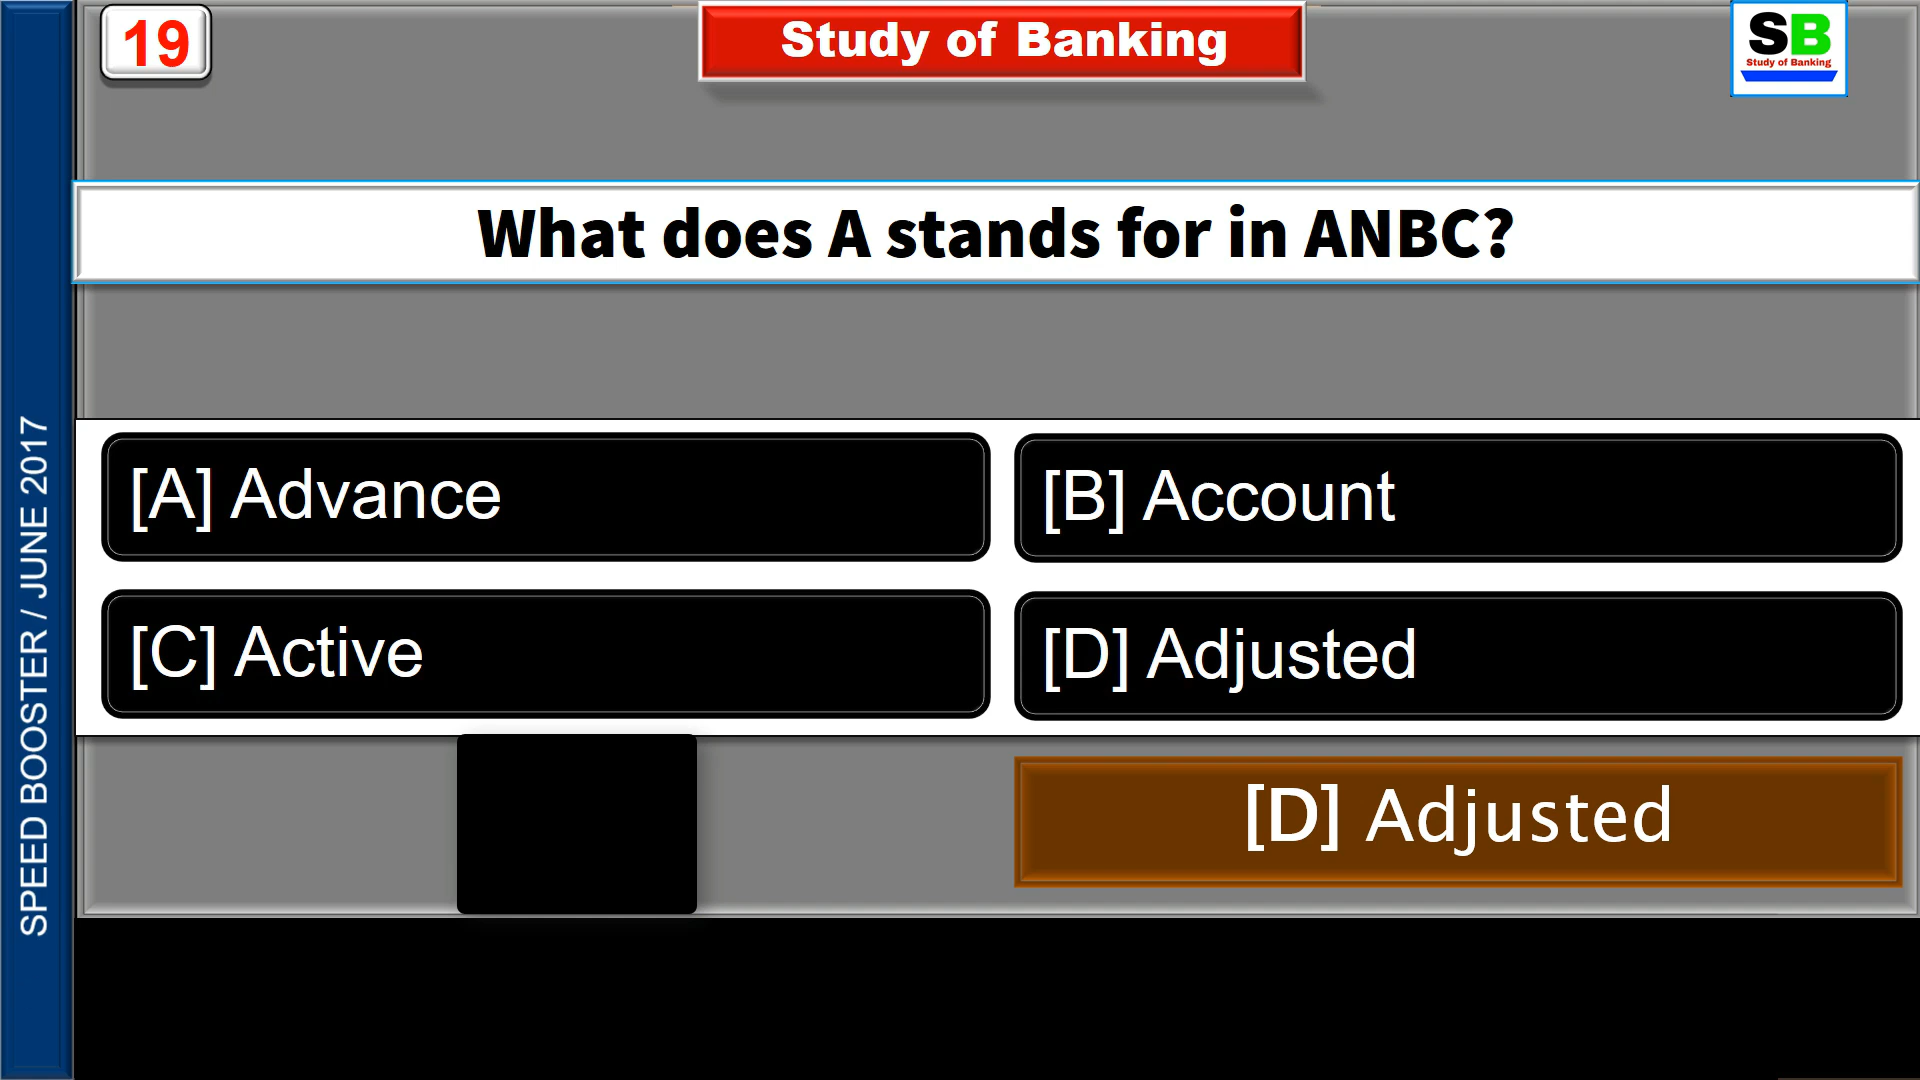 19
Study of Banking
SB
Study of Banking
What does A stands for in ANBC?
[A] Advance
[B] Account
[C] Active
[D] Adjusted
[D] Adjusted
SPEED BOOSTER / JUNE 2017